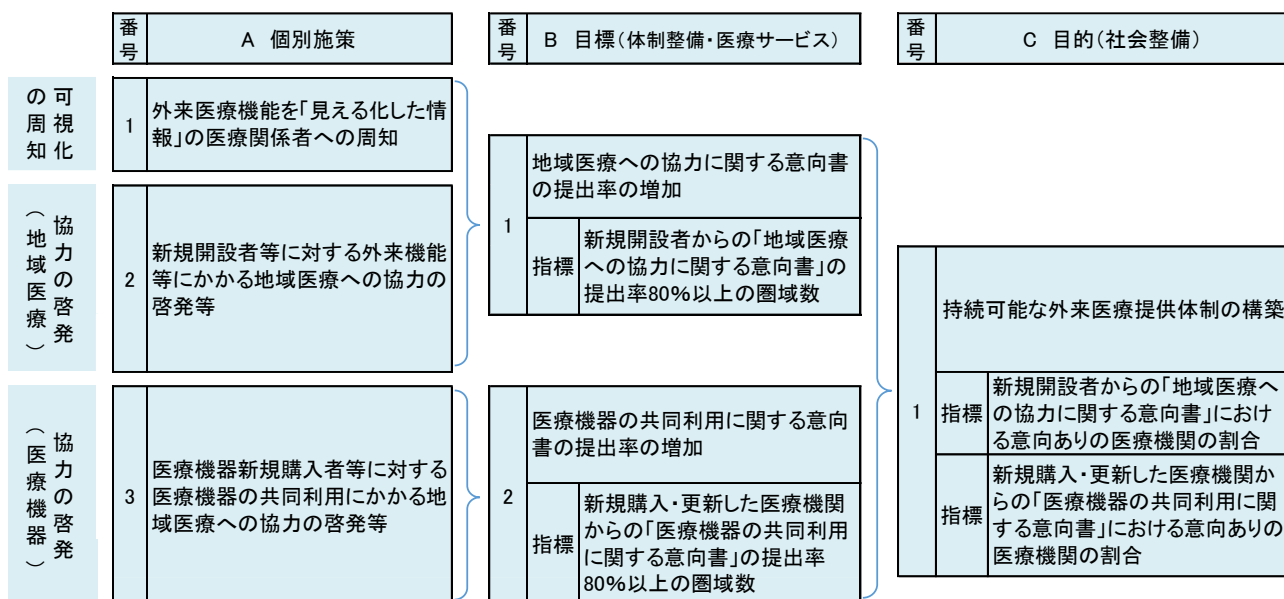 番号
A 個別施策
番号
B 目標(体制整備・医療サービス)
番号
C 目的(社会整備)
可視化
の周知
1
外来医療機能を「見える化した情
報」の医療関係者への周知
協力の啓発
(地域医療)
2
新規開設者等に対する外来機能
等にかかる地域医療への協力の
啓発等
協力の啓発
(医療機器)
3
医療機器新規購入者等に対する
医療機器の共同利用にかかる地
域医療への協力の啓発等
1
地域医療への協力に関する意向書
の提出率の増加
指標
新規開設者からの「地域医療
への協力に関する意向書」の
提出率80%以上の圏域数
2
医療機器の共同利用に関する意向
書の提出率の増加
指標
新規購入・更新した医療機関
からの「医療機器の共同利用
に関する意向書」の提出率
80%以上の圏域数
1
持続可能な外来医療提供体制の構築
指標
新規開設者からの「地域医療へ
の協力に関する意向書」におけ
る意向ありの医療機関の割合
指標
新規購入・更新した医療機関か
らの「医療機器の共同利用に関
する意向書」における意向ありの
医療機関の割合